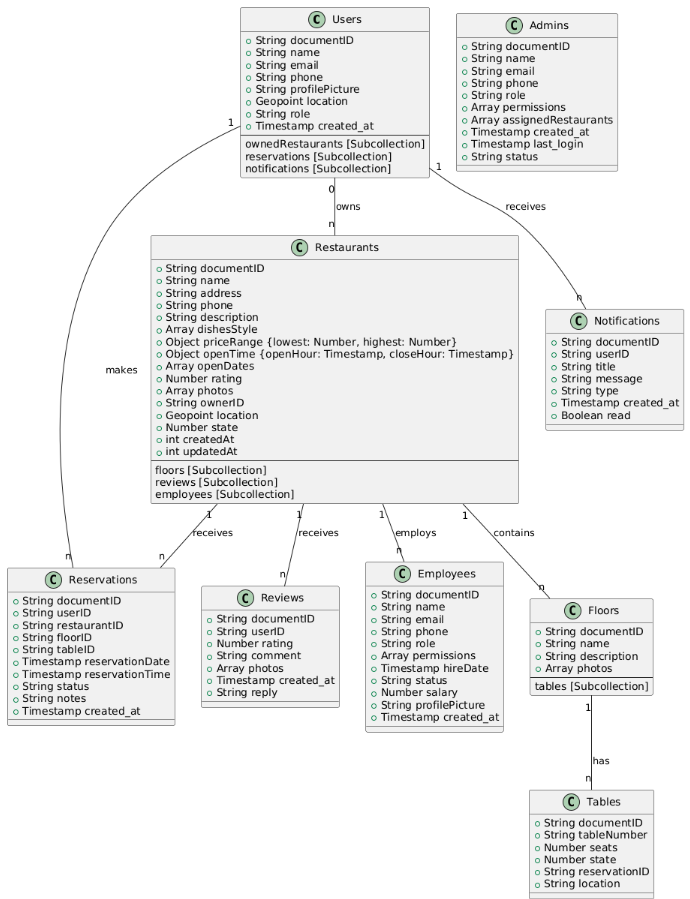 C Users
String documentID
String name
String email
String phone
String profilePicture
Geopoint location
String role
Timestamp created_at
ownedRestaurants [Subcollection]
reservations [Subcollection]
notifications [Subcollection]
C Admins
String documentID
String name
String email
String phone
String role
Array permissions
Array assignedRestaurants
Timestamp created_at
Timestamp last_login
String status
1
makes
n
0
owns
n
1
receives
n
C Restaurants
String documentID
String name
String address
String phone
String description
Array dishesStyle
Object priceRange {lowest: Number, highest: Number}
Object openTime {openHour: Timestamp, closeHour: Timestamp}
Array openDates
Number rating
Array photos
String ownerID
Geopoint location
Number state
int createdAt
int updatedAt
floors [Subcollection]
reviews [Subcollection]
employees [Subcollection]
C Notifications
String documentID
String userID
String title
String message
String type
Timestamp created_at
Boolean read
1
receives
n
1
receives
n
1
employs
n
1
contains
n
C Reservations
String documentID
String userID
String restaurantID
String floorID
String tableID
Timestamp reservationDate
Timestamp reservationTime
String status
String notes
Timestamp created_at
C Reviews
String documentID
String userID
Number rating
String comment
Array photos
Timestamp created_at
String reply
C Employees
String documentID
String name
String email
String phone
String role
Array permissions
Timestamp hireDate
String status
Number salary
String profilePicture
Timestamp created_at
C Floors
String documentID
String name
String description
Array photos
tables [Subcollection]
1
has
n
C Tables
String documentID
String tableNumber
Number seats
Number state
String reservationID
String location